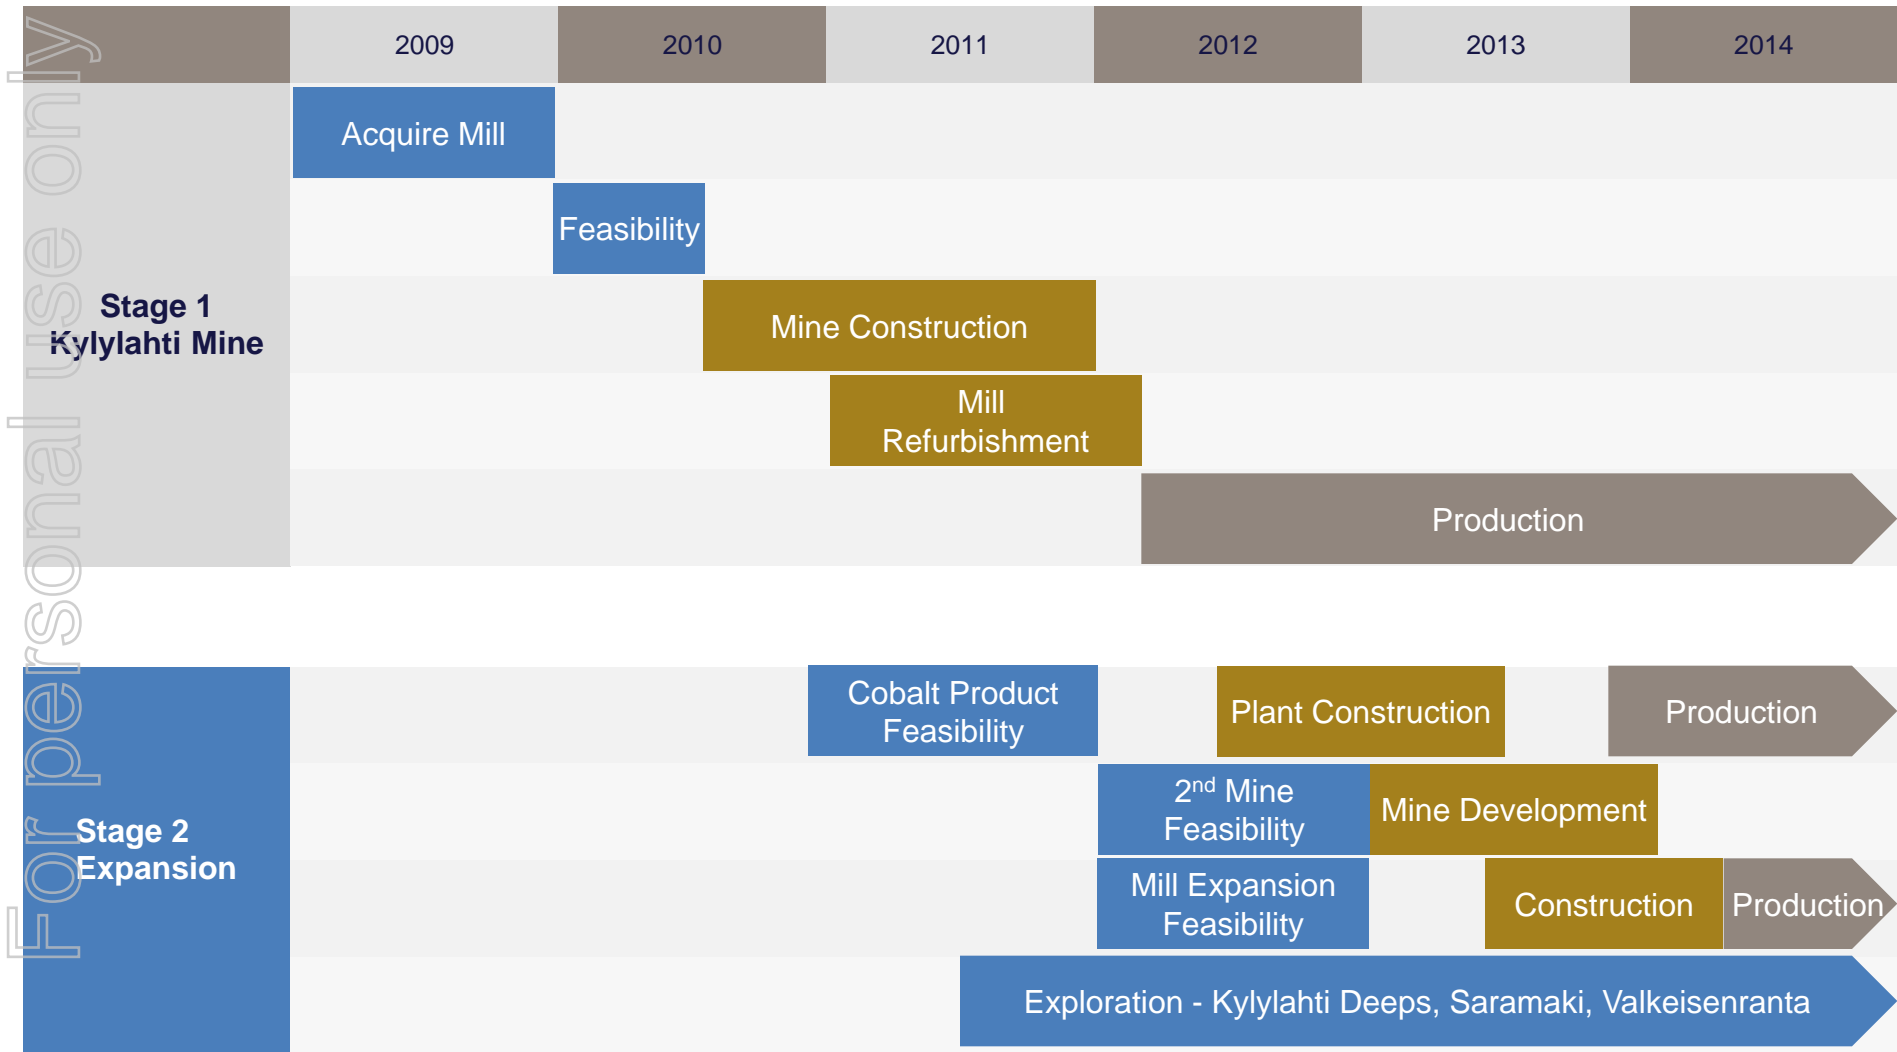 2009 2010 2011 2012 2013 2014
Stage 1
Kylylahti Mine
Acquire Mill
Feasibility
Mine Construction
Mill
Refurbishment
Production
Stage 2
Expansion
Cobalt Product
Feasibility
Plant Construction
Production
2nd Mine
Feasibility
Mine Development
Mill Expansion
Feasibility
Construction
Production
Exploration - Kylylahti Deeps, Saramaki, Valkeisenranta
For personal use only